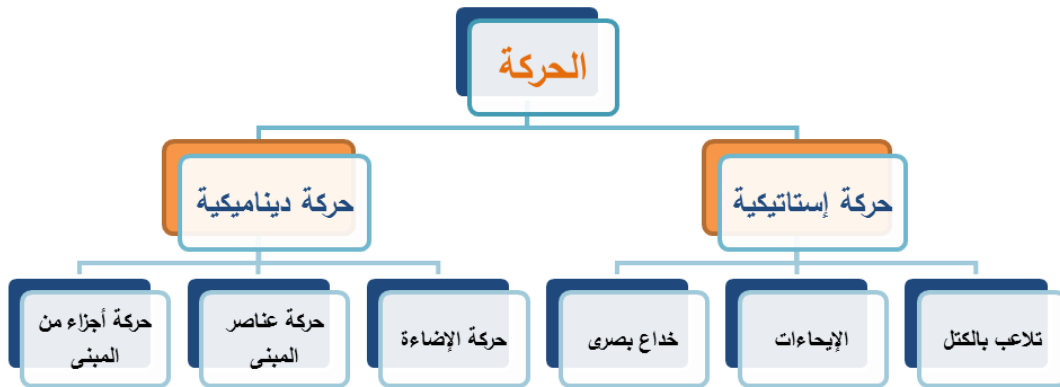 الحركة
حركة إستاتيكية
حركة ديناميكية
تلاعب بالكتل
الإيحاءات
خداع بصرى
حركة الإضاءة
حركة عناصر
المبنى
حركة أجزاء من
المبنى